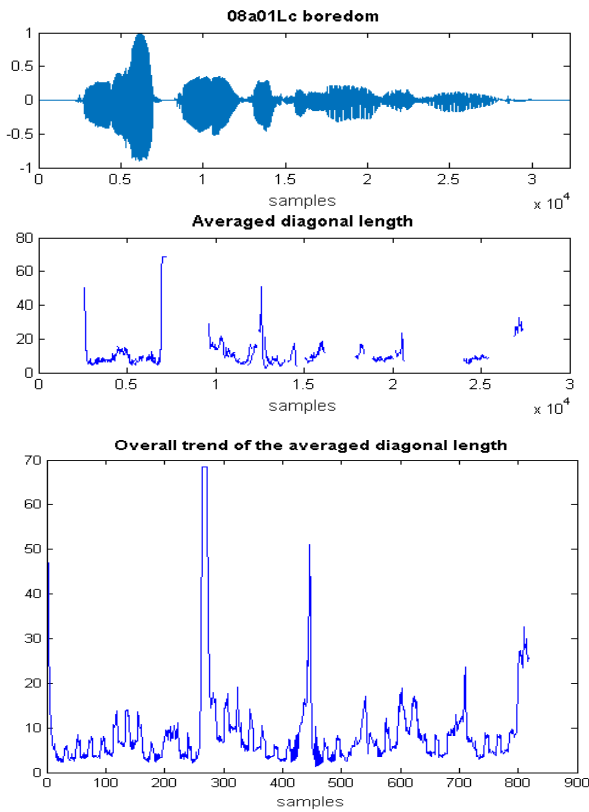 08a01Lc boredom
1
0.5
0
-0.5
-1
0 0.5 1 1.5 2 2.5 3
samples
x 10^4
Averaged diagonal length
80
60
40
20
0
0 0.5 1 1.5 2 2.5 3
samples
x 10^4
Overall trend of the averaged diagonal length
70
60
50
40
30
20
10
0
0 100 200 300 400 500 600 700 800 900
samples